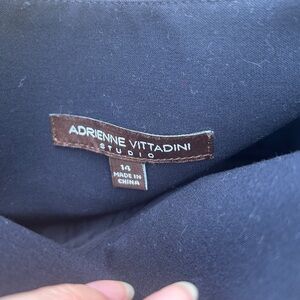 ADRIENNE VITTADINI
STUDIO
14
MADE IN
CHINA